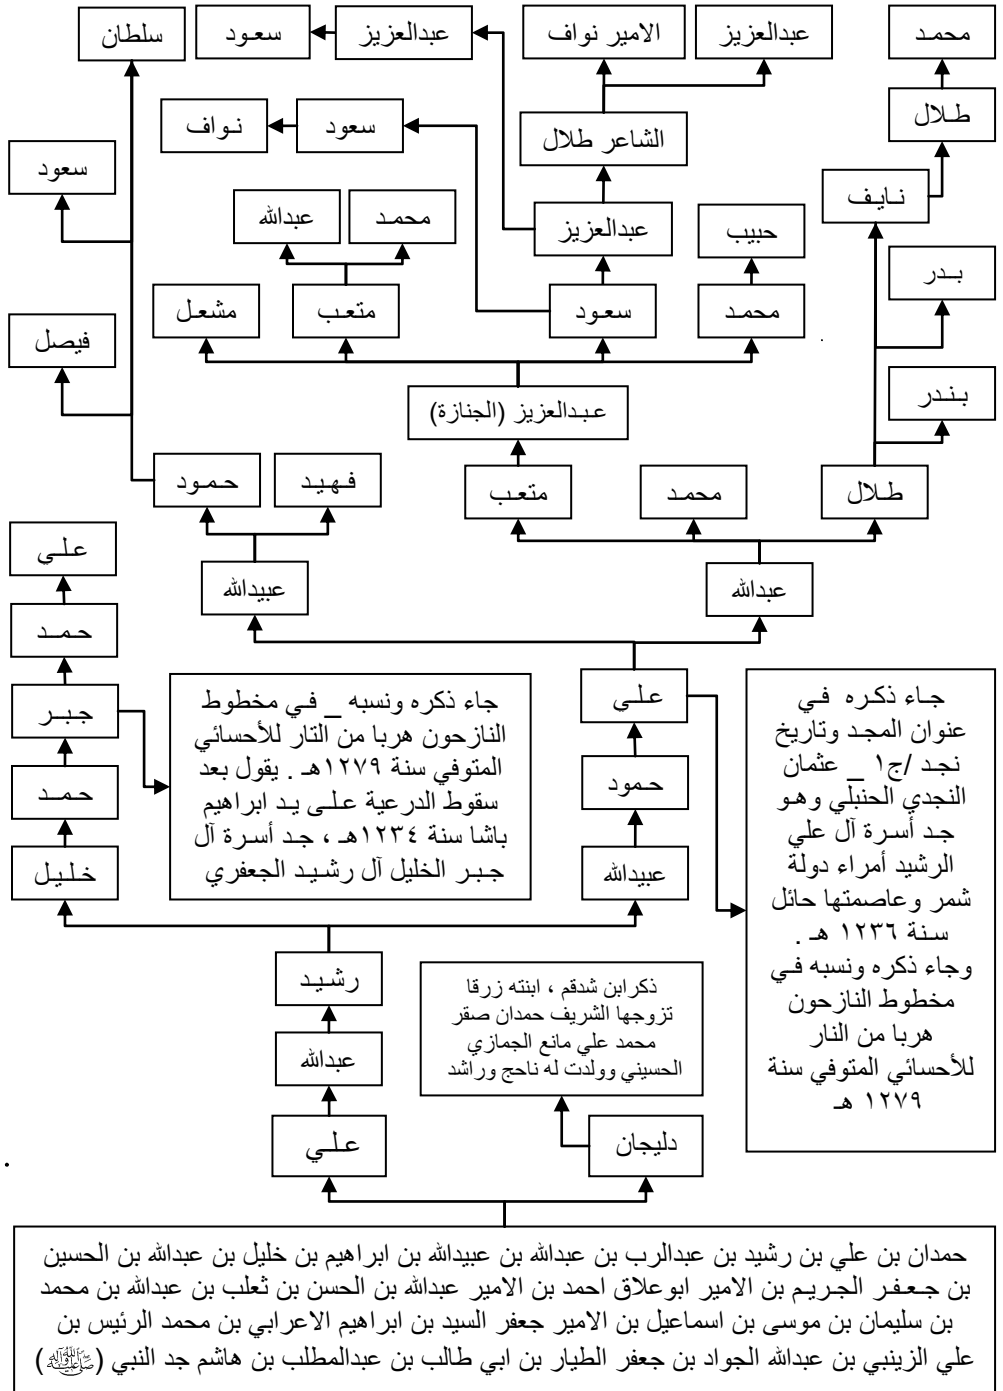 محمد
عبدالعزيز
الامير نواف
عبدالعزيز
سعود
سلطان
طلال
الشاعر طلال
سعود
نواف
سعود
نايف
محمد
عبدالله
حبيب
عبدالعزيز
بدر
محمد
سعود
متعب
مشعل
فيصل
بندر
عبدالعزيز (الجنازة)
طلال
محمد
متعب
فهيد
حمود
علي
عبدالله
عبيدالله
حمد
علي
جبر
حمود
حمد
عبيدالله
خليل
جاء ذكره في
عنوان المجد وتاريخ
نجد /ج١ _ عثمان
النجدي الحنبلي وهو
جد أسرة آل علي
الرشيد أمراء دولة
شمر وعاصمتها حائل
سنة ١٢٣٦ هـ .
وجاء ذكره ونسبه في
مخطوط النازحون
هربا من النار
للأحسائي المتوفي سنة
١٢٧٩ هـ
جاء ذكره ونسبه _ في مخطوط
النازحون هربا من النار للأحسائي
المتوفي سنة ١٢٧٩هـ . يقول بعد
سقوط الدرعية على يد ابراهيم
باشا سنة ١٢٣٤هـ ، جد أسرة آل
جبر الخليل آل رشيد الجعفري
رشيد
ذكرابن شدقم ، ابنته زرقا
تزوجها الشريف حمدان صقر
محمد علي مانع الجمازي
الحسيني وولدت له ناحج وراشد
عبدالله
دليجان
علي
حمدان بن علي بن رشيد بن عبدالرب بن عبدالله بن عبيدالله بن ابراهيم بن خليل بن عبدالله بن الحسين
بن جعفر الجريم بن الامير ابوعلاق احمد بن الامير عبدالله بن الحسن بن ثعلب بن عبدالله بن محمد
بن سليمان بن موسى بن اسماعيل بن الامير جعفر السيد بن ابراهيم الاعرابي بن محمد الرئيس بن
علي الزينبي بن عبدالله الجواد بن جعفر الطيار بن ابي طالب بن عبدالمطلب بن هاشم جد النبي (ﷺ)